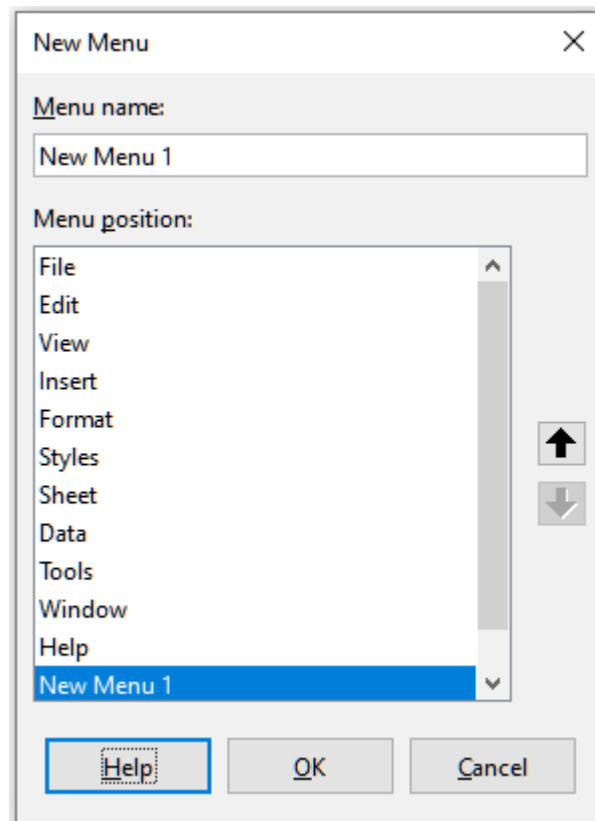 New Menu
Menu name:
New Menu 1
Menu position:
File
Edit
View
Insert
Format
Styles
Sheet
Data
Tools
Window
Help
New Menu 1
Help OK Cancel